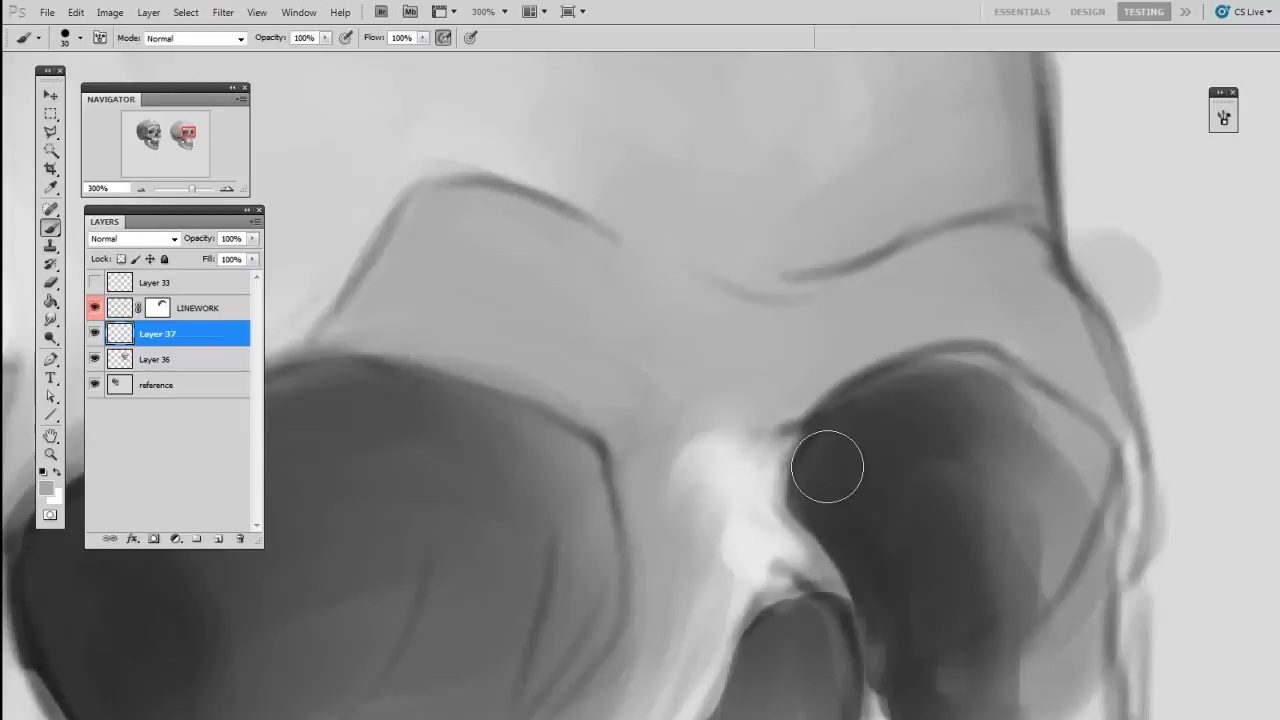 Ps File Edit Image Layer Select Filter View Window Help Br Mb 300% ESSENTIALS DESIGN TESTING CS Live
30 Mode: Normal Opacity: 100% Flow: 100%
NAVIGATOR
300%
LAYERS
Normal Opacity: 100%
Lock: Fill: 100%
Layer 33
LINEWORK
Layer 37
Layer 36
reference
T
fx